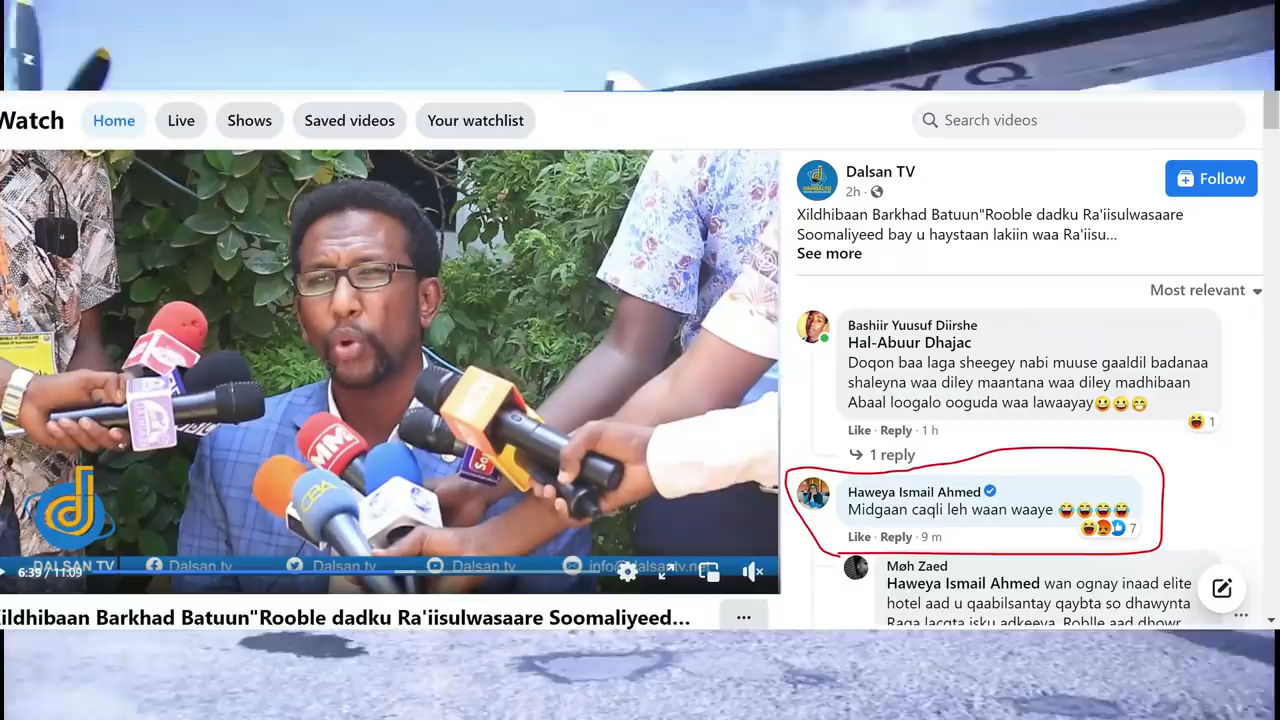 YQ
Watch
Home
Live
Shows
Saved videos
Your watchlist
Search videos
Dalsan TV
2h
Follow
Xildhibaan Barkhad Batuun"Rooble dadku Ra'iisulwasaare
Soomaliyeed bay u haystaan lakiin waa Ra'iisu...
See more
Most relevant
Bashiir Yuusuf Diirshe
Hal-Abuur Dhajac
Doqon baa laga sheegey nabi muuse gaaldil badanaa
shaleyna waa diley maantana waa diley madhibaan
Abaal loogalo ooguda waa lawaayay😃😃😁
1
Like · Reply · 1 h
1 reply
Haweya Ismail Ahmed
Midgaan caqli leh waan waaye 😂😂😂😂
7
Like · Reply · 9 m
Møh Zaed
Haweya Ismail Ahmed wan ognay inaad elite
hotel aad u qaabilsantay qaybta so dhawynta
Raga lacgta isku adkeeya. Roblle aad dhowr
MM
CBA
DALSAN TV
6:39 / 11:09
Dalsan tv
Dalsan tv
Dalsan tv
info@dalsantv.net
Xildhibaan Barkhad Batuun"Rooble dadku Ra'iisulwasaare Soomaliyeed...